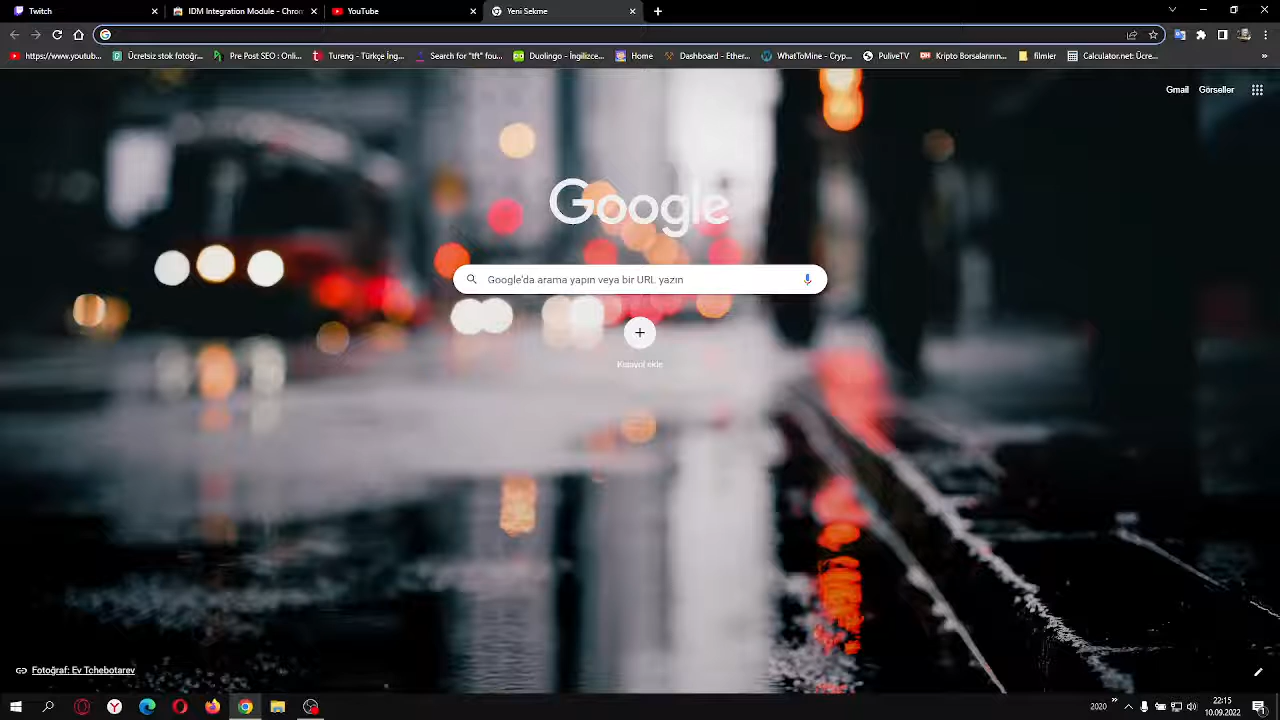 Twitch
IDM Integration Module - Chrom
YouTube
Yeni Sekme
https://www.youtub...
Ücretsiz stok fotoğr...
Pre Post SEO : Onli...
Tureng - Türkçe İng...
Search for "tft" fou...
Duolingo - İngilizce...
Home
Dashboard - Ether...
WhatToMine - Cryp...
PuliveTV
Kripto Borsalarının...
filmler
Calculator.net: Ücre...
»
Gmail
Görseller
Google
Google'da arama yapın veya bir URL yazın
Kısayol ekle
Fotoğraf: Ev Tchebotarev
2020
»
22:15
10.09.2022